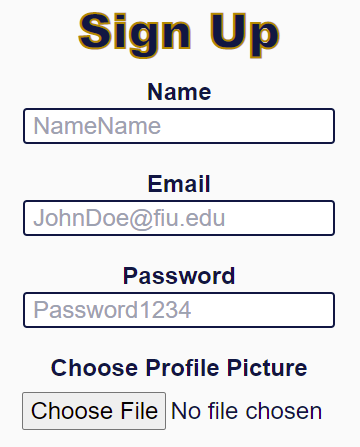 Sign Up
Name
NameName
Email
JohnDoe@fiu.edu
Password
Password1234
Choose Profile Picture
Choose File No file chosen